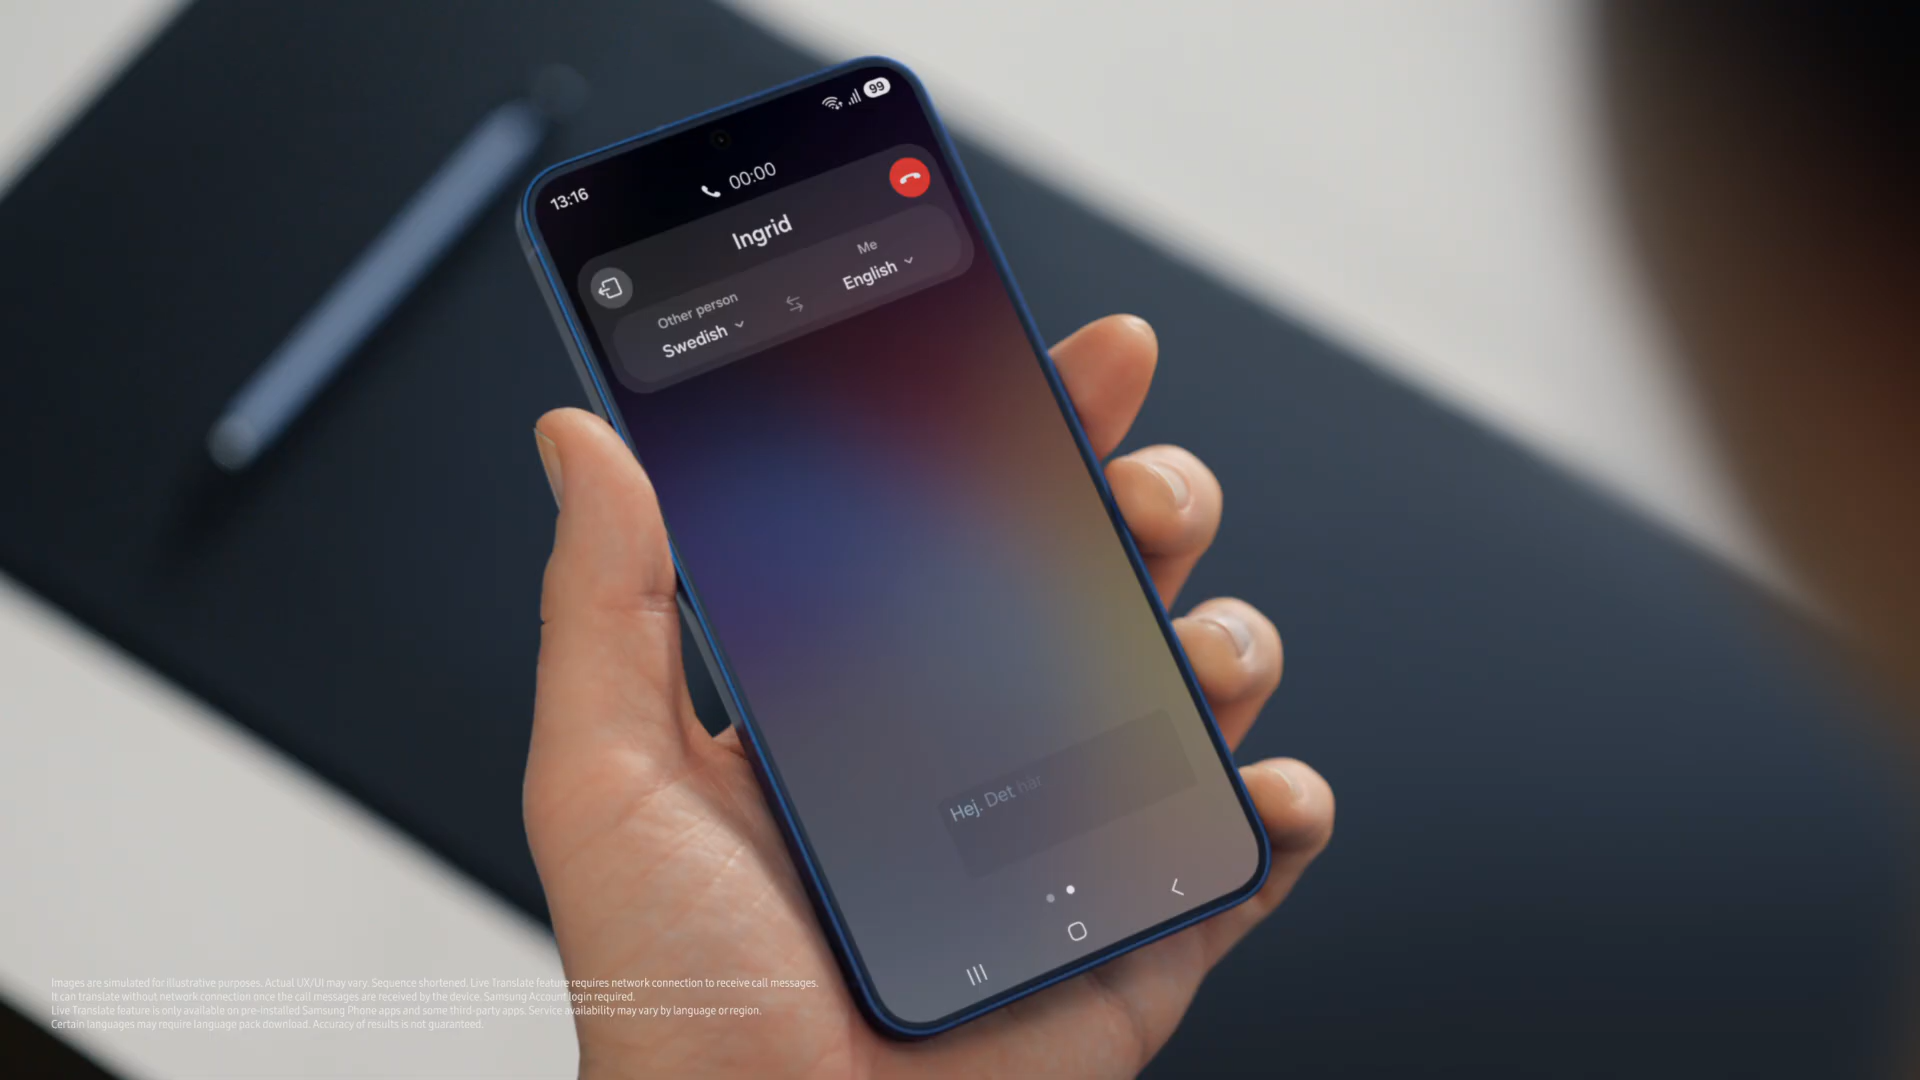 99
13:16
00:00
Ingrid
Other person
Swedish
Me
English
Hej. Det här
Images are simulated for illustrative purposes. Actual UX/UI may vary. Sequence shortened. Live Translate feature requires network connection to receive call messages.
It can translate without network connection once the call messages are received by the device. Samsung Account login required.
Live Translate feature is only available on pre-installed Samsung Phone apps and some third-party apps. Service availability may vary by language or region.
Certain languages may require language pack download. Accuracy of results is not guaranteed.